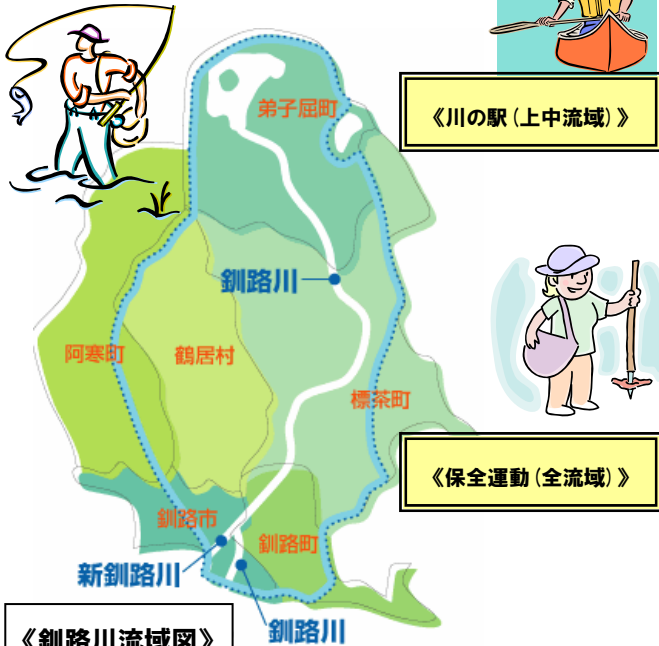 《川の駅（上中流域）》
弟子屈町
釧路川
阿寒町
鶴居村
標茶町
《保全運動（全流域）》
釧路市
釧路町
新釧路川
釧路川
《釧路川流域図》